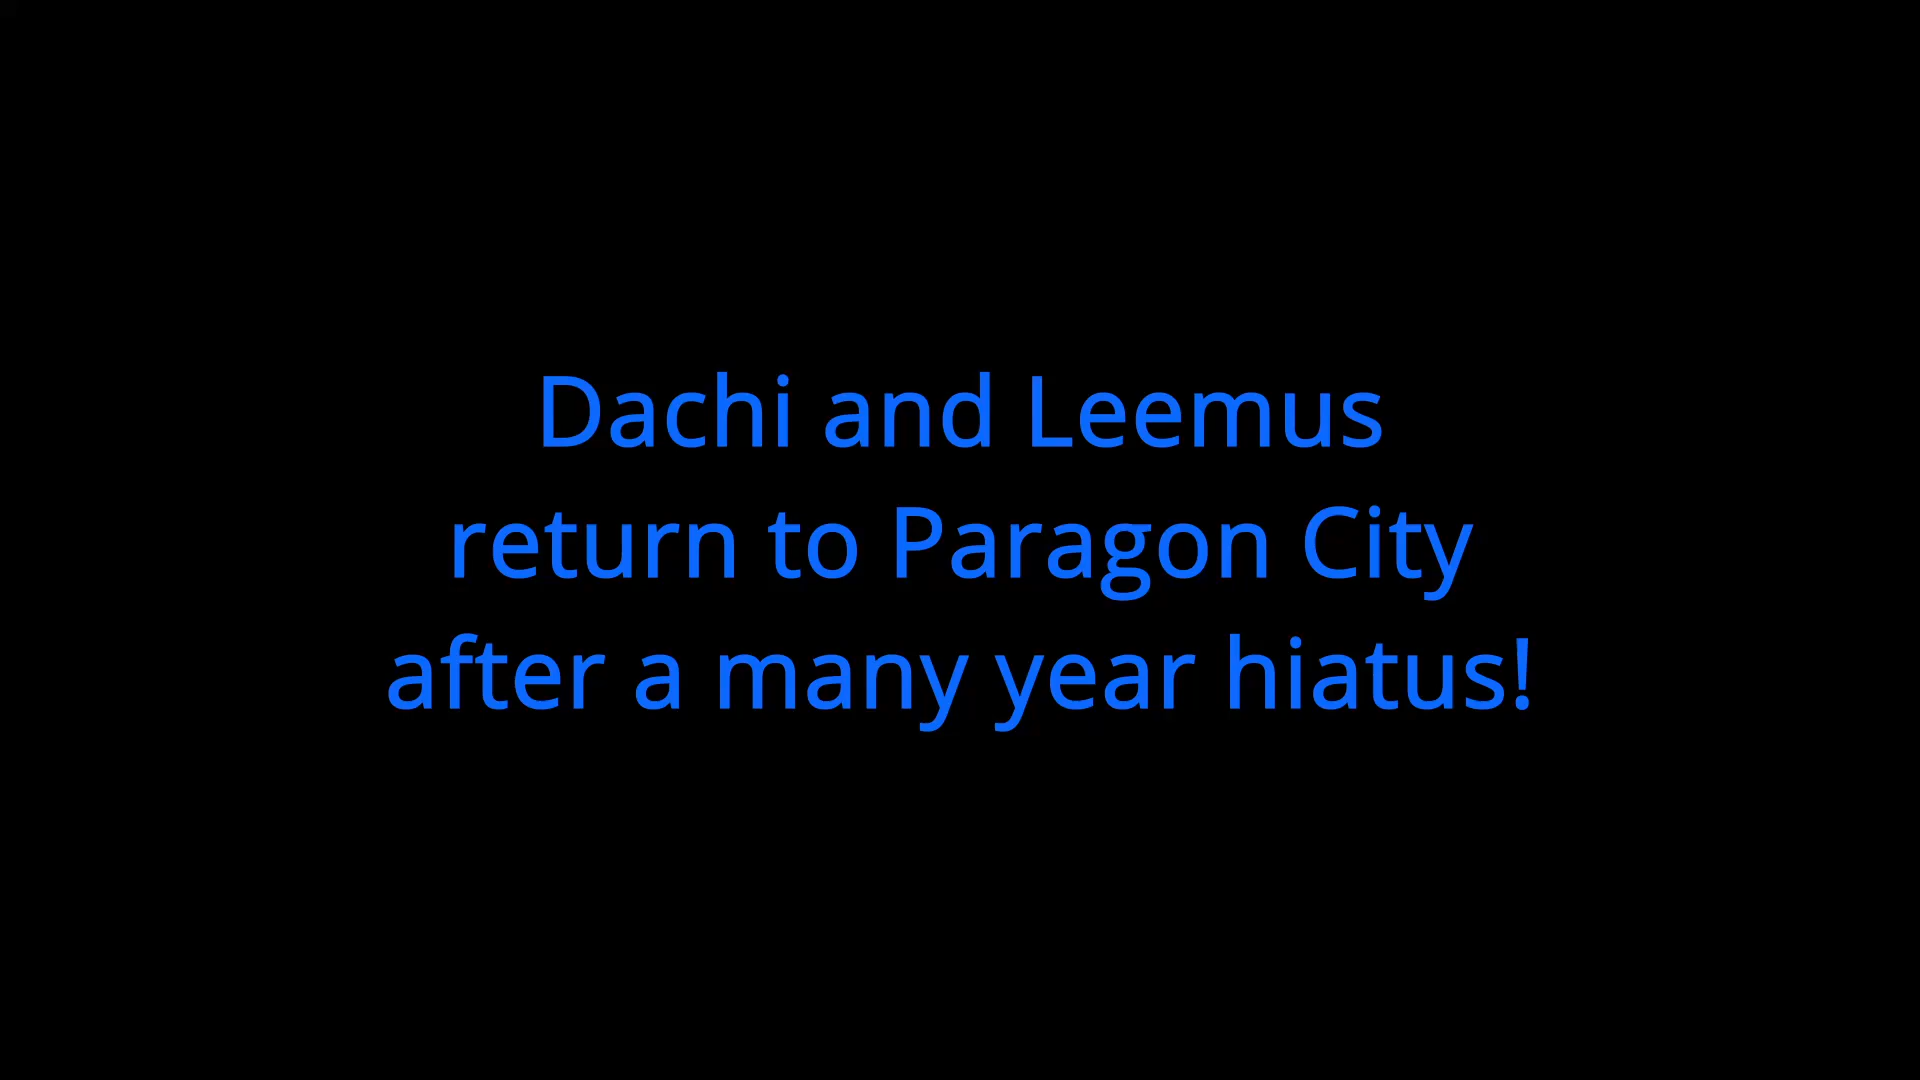 Dachi and Leemus
return to Paragon City
after a many year hiatus!